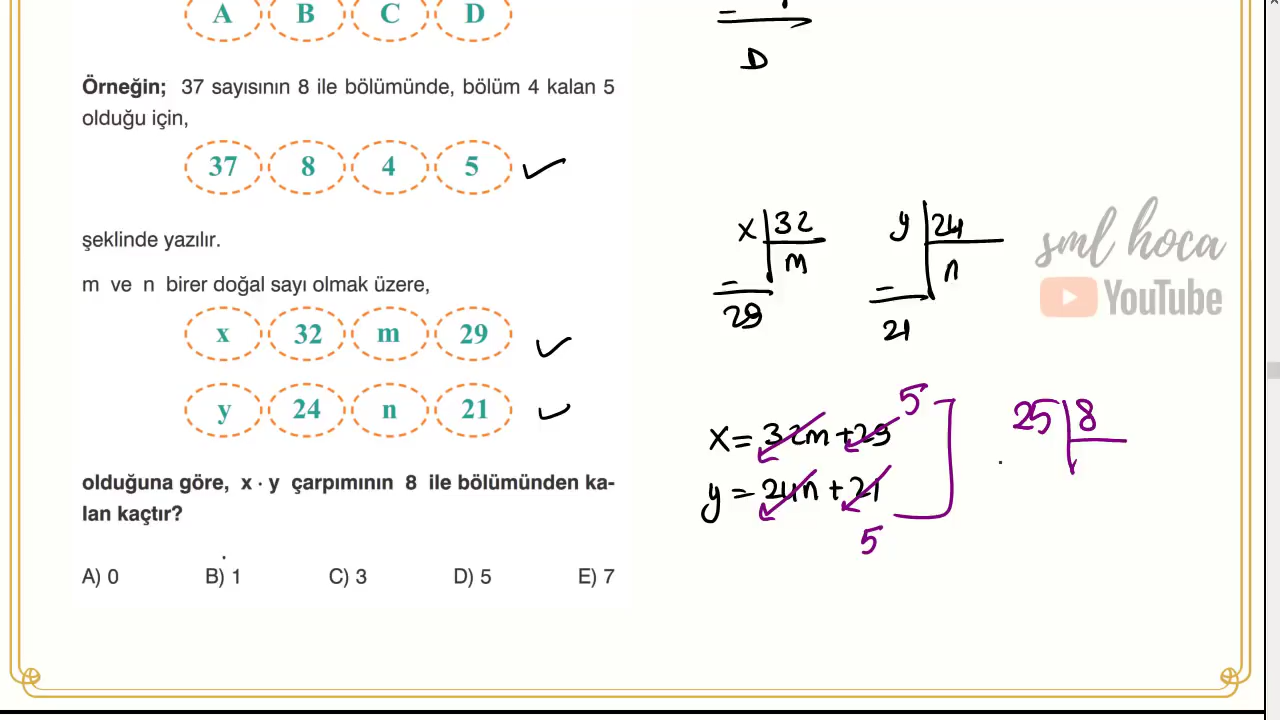 A B C D
Örneğin; 37 sayısının 8 ile bölümünde, bölüm 4 kalan 5
olduğu için,
37 8 4 5
şeklinde yazılır.
m ve n birer doğal sayı olmak üzere,
x 32 m 29
y 24 n 21
olduğuna göre, x · y çarpımının 8 ile bölümünden ka-
lan kaçtır?
A) 0 B) 1 C) 3 D) 5 E) 7
D
x 32
m
29
y 24
n
21
5
x = 32m + 29
y = 24n + 21
5
25 8
sml hoca
YouTube